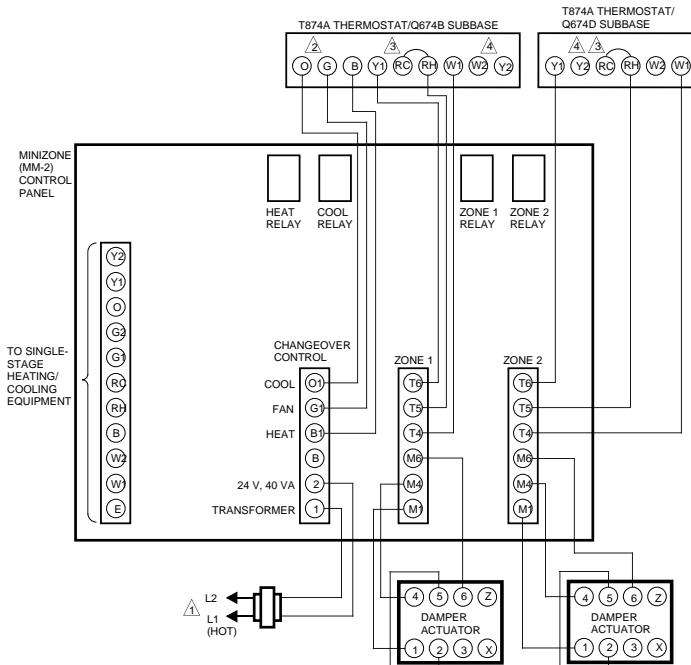 T874A THERMOSTAT/Q674B SUBBASE
T874A THERMOSTAT/
Q674D SUBBASE
2 3 4
O G B Y1 RC RH W1 W2 Y2
4 3
Y1 Y2 RC RH W2 W1
MINIZONE
(MM-2)
CONTROL
PANEL
HEAT
RELAY
COOL
RELAY
ZONE 1
RELAY
ZONE 2
RELAY
TO SINGLE-
STAGE
HEATING/
COOLING
EQUIPMENT
Y2
Y1
O
G2
G1
RC
RH
B
W2
W1
E
CHANGEOVER
CONTROL
COOL O1
FAN G1
HEAT B1
B
24 V, 40 VA 2
TRANSFORMER 1
ZONE 1
T6
T5
T4
M6
M4
M1
ZONE 2
T6
T5
T4
M6
M4
M1
1
L2
L1
(HOT)
4 5 6 Z
DAMPER
ACTUATOR
1 2 3 X
4 5 6 Z
DAMPER
ACTUATOR
1 2 3 X